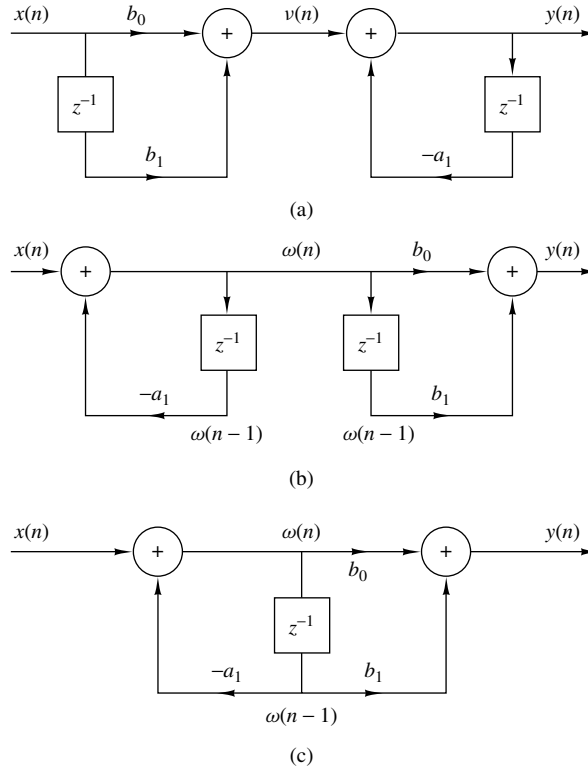 x(n) b₀ + v(n) + y(n)
z⁻¹ z⁻¹
b₁ −a₁
(a)
x(n) + ω(n) b₀ + y(n)
z⁻¹ z⁻¹
−a₁ b₁
ω(n − 1) ω(n − 1)
(b)
x(n) + ω(n) + y(n)
b₀
z⁻¹
−a₁ b₁
ω(n − 1)
(c)